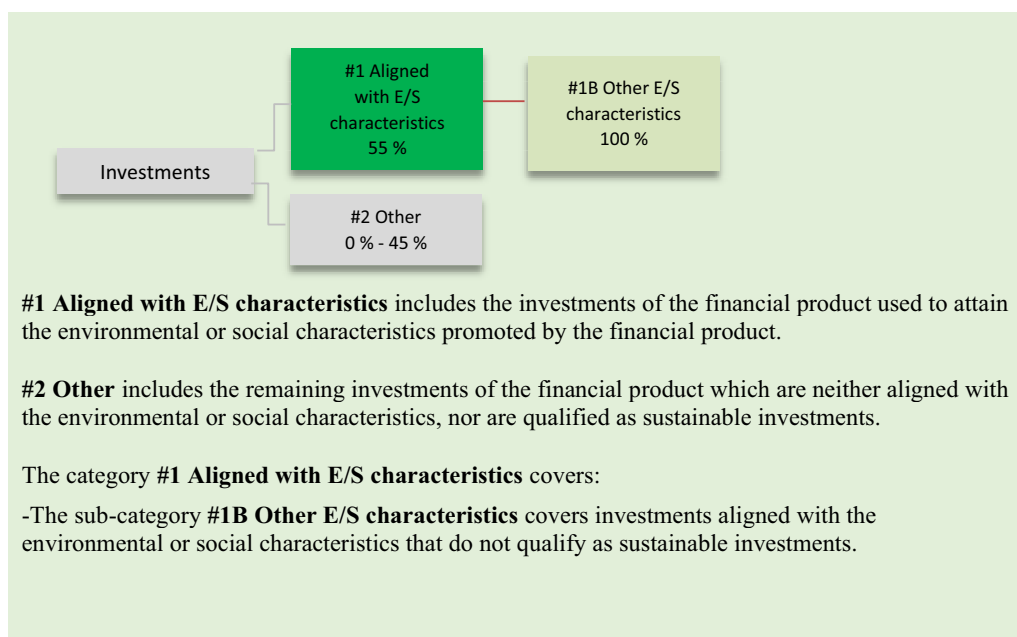 #1 Aligned
with E/S
characteristics
55 %
#1B Other E/S
characteristics
100 %
Investments
#2 Other
0 % - 45 %
#1 Aligned with E/S characteristics includes the investments of the financial product used to attain
the environmental or social characteristics promoted by the financial product.
#2 Other includes the remaining investments of the financial product which are neither aligned with
the environmental or social characteristics, nor are qualified as sustainable investments.
The category #1 Aligned with E/S characteristics covers:
-The sub-category #1B Other E/S characteristics covers investments aligned with the
environmental or social characteristics that do not qualify as sustainable investments.